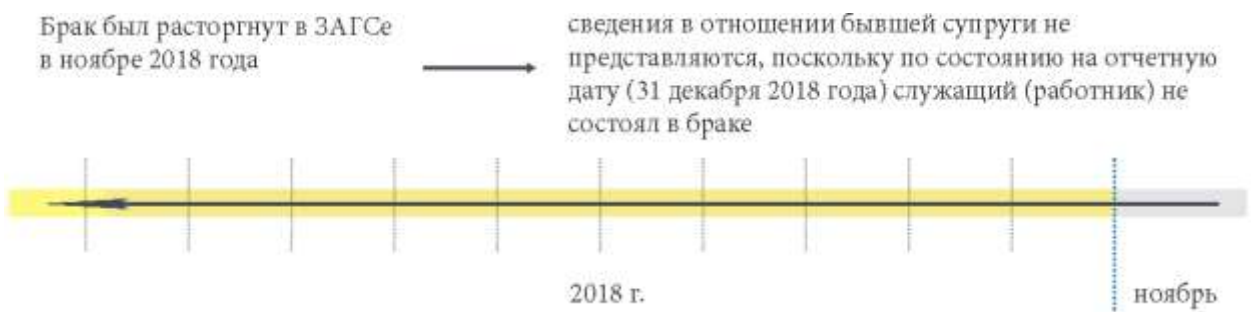 Брак был расторгнут в ЗАГСе
в ноябре 2018 года
сведения в отношении бывшей супруги не
представляются, поскольку по состоянию на отчетную
дату (31 декабря 2018 года) служащий (работник) не
состоял в браке
2018 г.
ноябрь